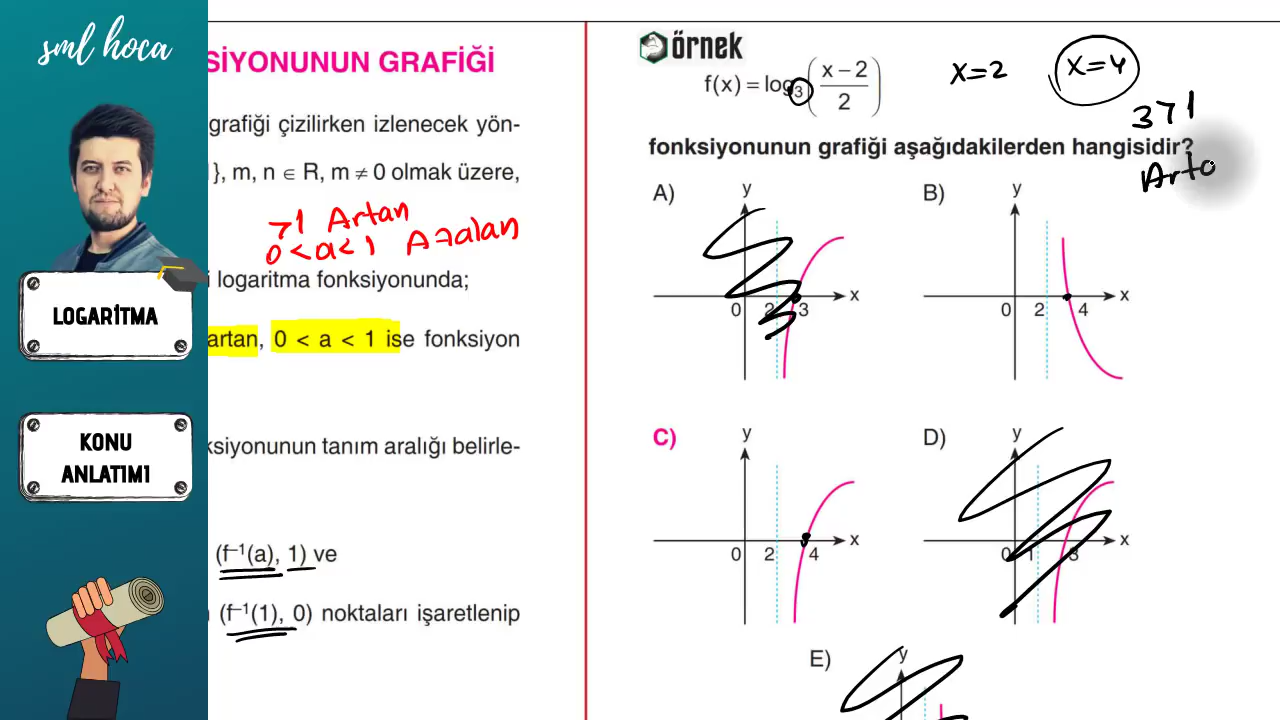 sml hoca
LOGARİTMA
KONU
ANLATIMI
SİYONUNUN GRAFİĞİ
grafiği çizilirken izlenecek yön-
}, m, n ∈ R, m ≠ 0 olmak üzere,
>1 Artan
0 < a < 1 Azalan
logaritma fonksiyonunda;
artan, 0 < a < 1 ise fonksiyon
ksiyonunun tanım aralığı belirle-
(f⁻¹(a), 1) ve
(f⁻¹(1), 0) noktaları işaretlenip
örnek
f(x) = log₃((x – 2)/2)
x=2
x=4
3>1
fonksiyonunun grafiği aşağıdakilerden hangisidir?
Arta
A)
y
x
0
2
3
B)
y
x
0
2
4
C)
y
x
0
2
4
D)
y
x
0
1
3
E)
y